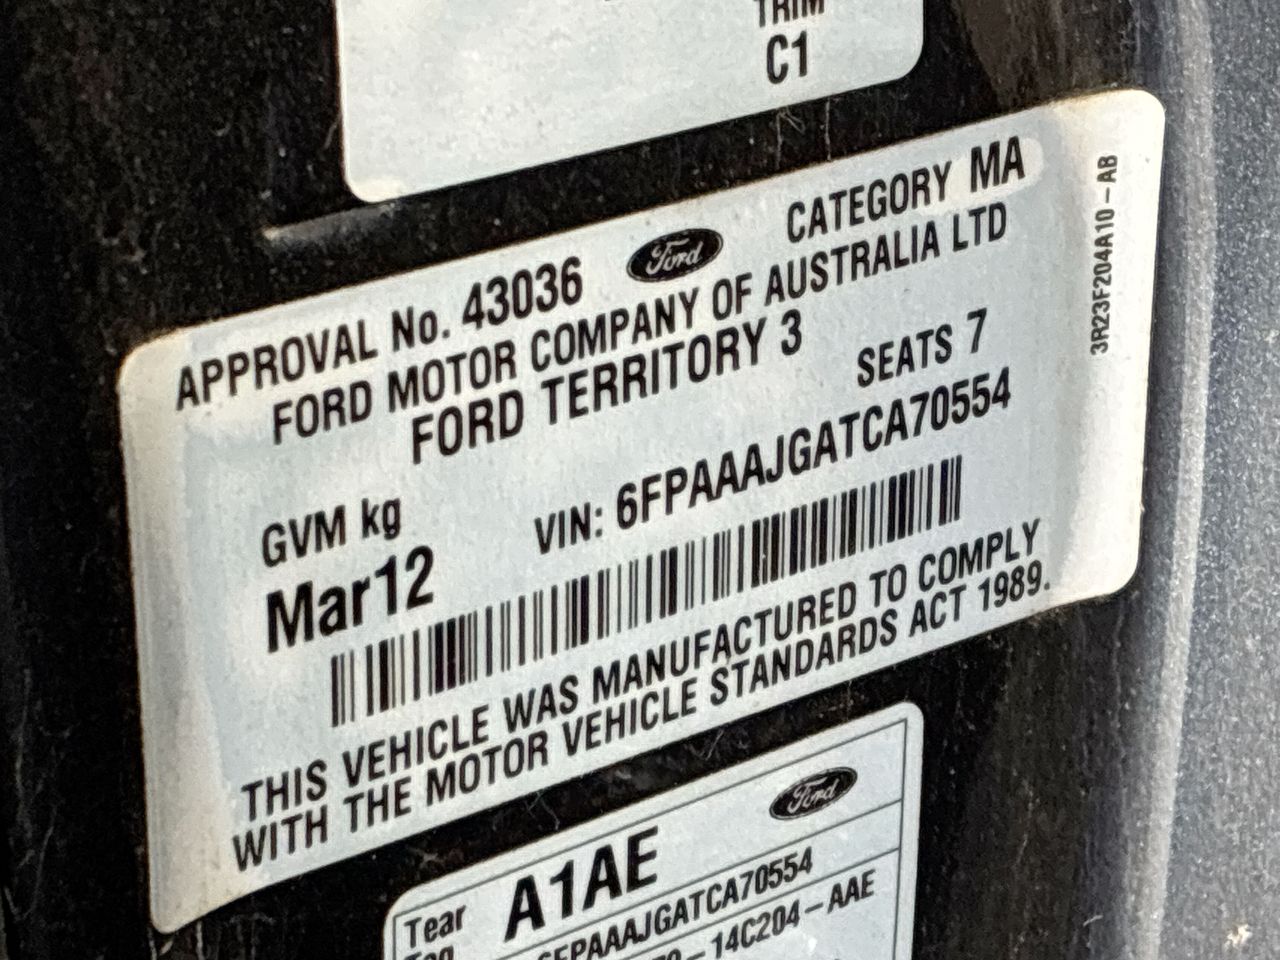 TRIM
C1
APPROVAL No. 43036 Ford CATEGORY MA
FORD MOTOR COMPANY OF AUSTRALIA LTD
FORD TERRITORY 3
SEATS 7
GVM kg
VIN: 6FPAAAJGATCA70554
Mar12
THIS VEHICLE WAS MANUFACTURED TO COMPLY
WITH THE MOTOR VEHICLE STANDARDS ACT 1989.
3R23F204A10-AB
Ford
Tear A1AE
6FPAAAJGATCA70554
-14C204-AAE